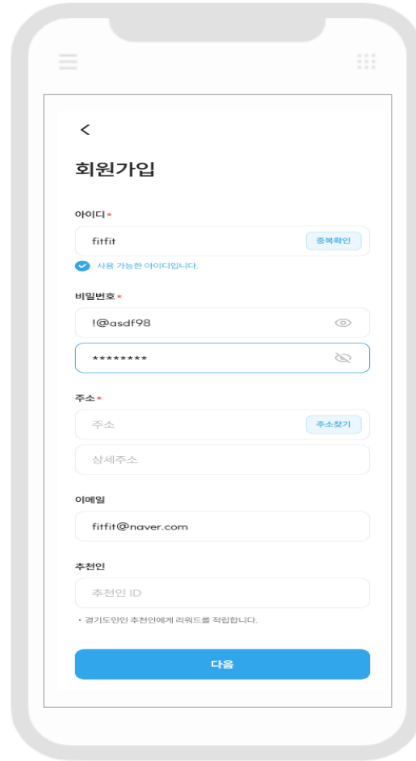 회원가입
아이디 *
fitfit 중복확인
사용 가능한 아이디입니다.
비밀번호 *
!@asdf98
********
주소 *
주소 주소찾기
상세주소
이메일
fitfit@naver.com
추천인
추천인 ID
• 경기도민인 추천인에게 리워드를 적립합니다.
다음